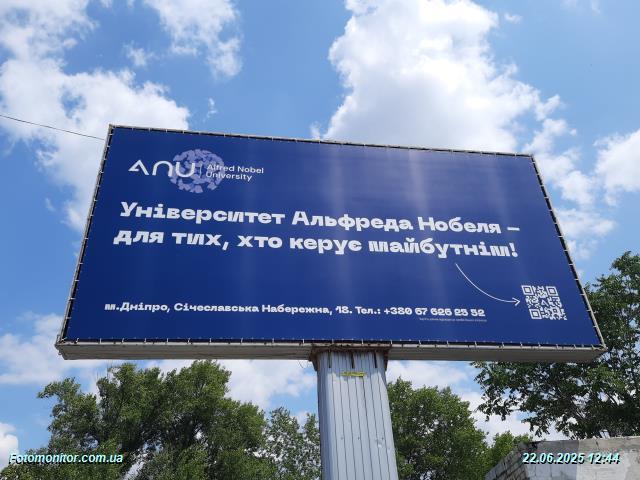 ANU
Alfred Nobel
University
Університет Альфреда Нобеля –
для тих, хто керує майбутнім!
м.Дніпро, Січеславська Набережна, 18. Тел.: +380 67 626 25 52
Fotomonitor.com.ua
22.06.2025 12:44